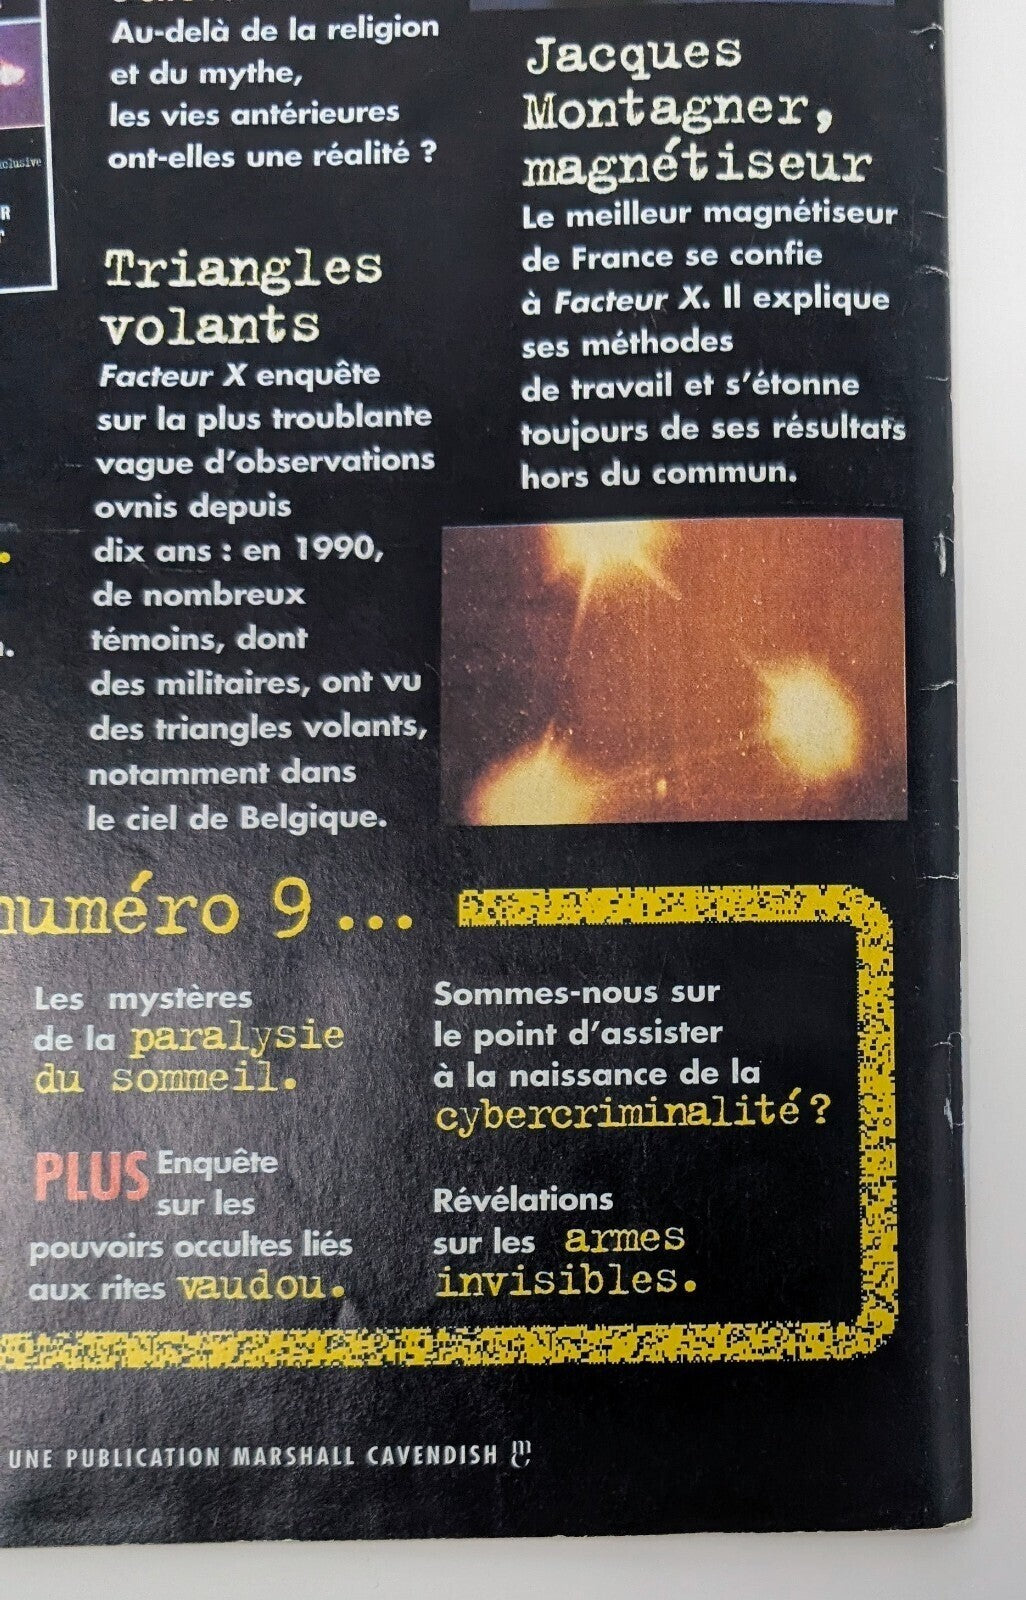 Au-delà de la religion
et du mythe,
les vies antérieures
ont-elles une réalité ?
Triangles
volants
Facteur X enquête
sur la plus troublante
vague d'observations
ovnis depuis
dix ans : en 1990,
de nombreux
témoins, dont
des militaires, ont vu
des triangles volants,
notamment dans
le ciel de Belgique.
Jacques
Montagner,
magnétiseur
Le meilleur magnétiseur
de France se confie
à Facteur X. Il explique
ses méthodes
de travail et s'étonne
toujours de ses résultats
hors du commun.
numéro 9 ...
Les mystères
de la paralysie
du sommeil.
PLUS Enquête
sur les
pouvoirs occultes liés
aux rites vaudou.
Sommes-nous sur
le point d'assister
à la naissance de la
cybercriminalité ?
Révélations
sur les armes
invisibles.
UNE PUBLICATION MARSHALL CAVENDISH